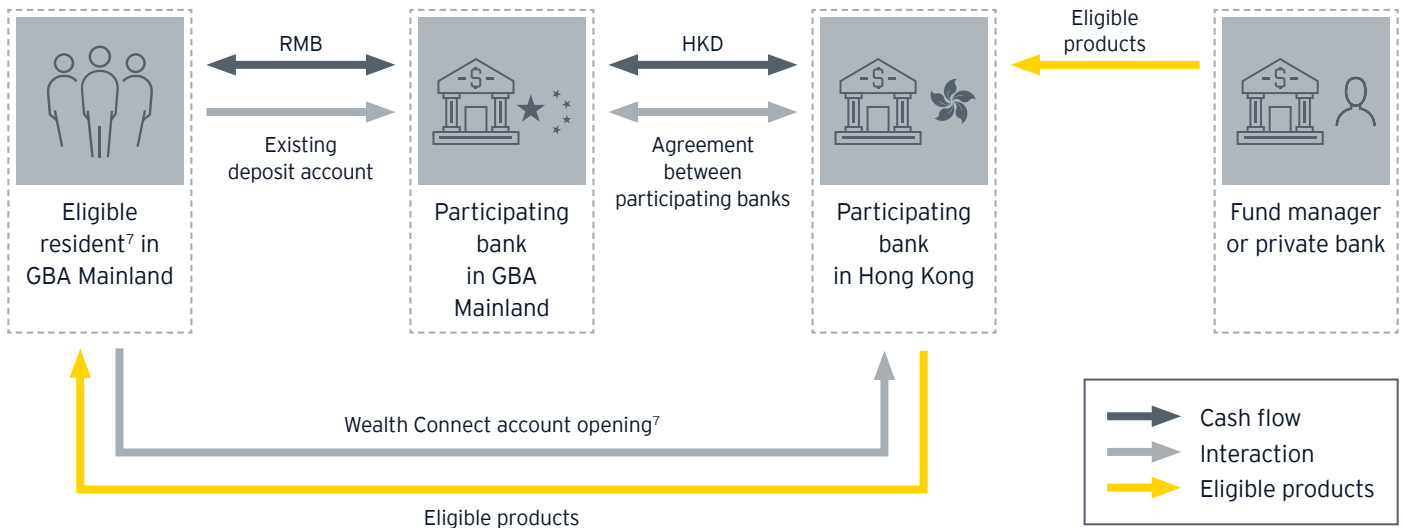 RMB
Existing
deposit account
HKD
Agreement
between
participating banks
Eligible
products
$
$
$
Eligible
resident⁷ in
GBA Mainland
Participating
bank
in GBA
Mainland
Participating
bank
in Hong Kong
Fund manager
or private bank
Wealth Connect account opening⁷
Eligible products
Cash flow
Interaction
Eligible products